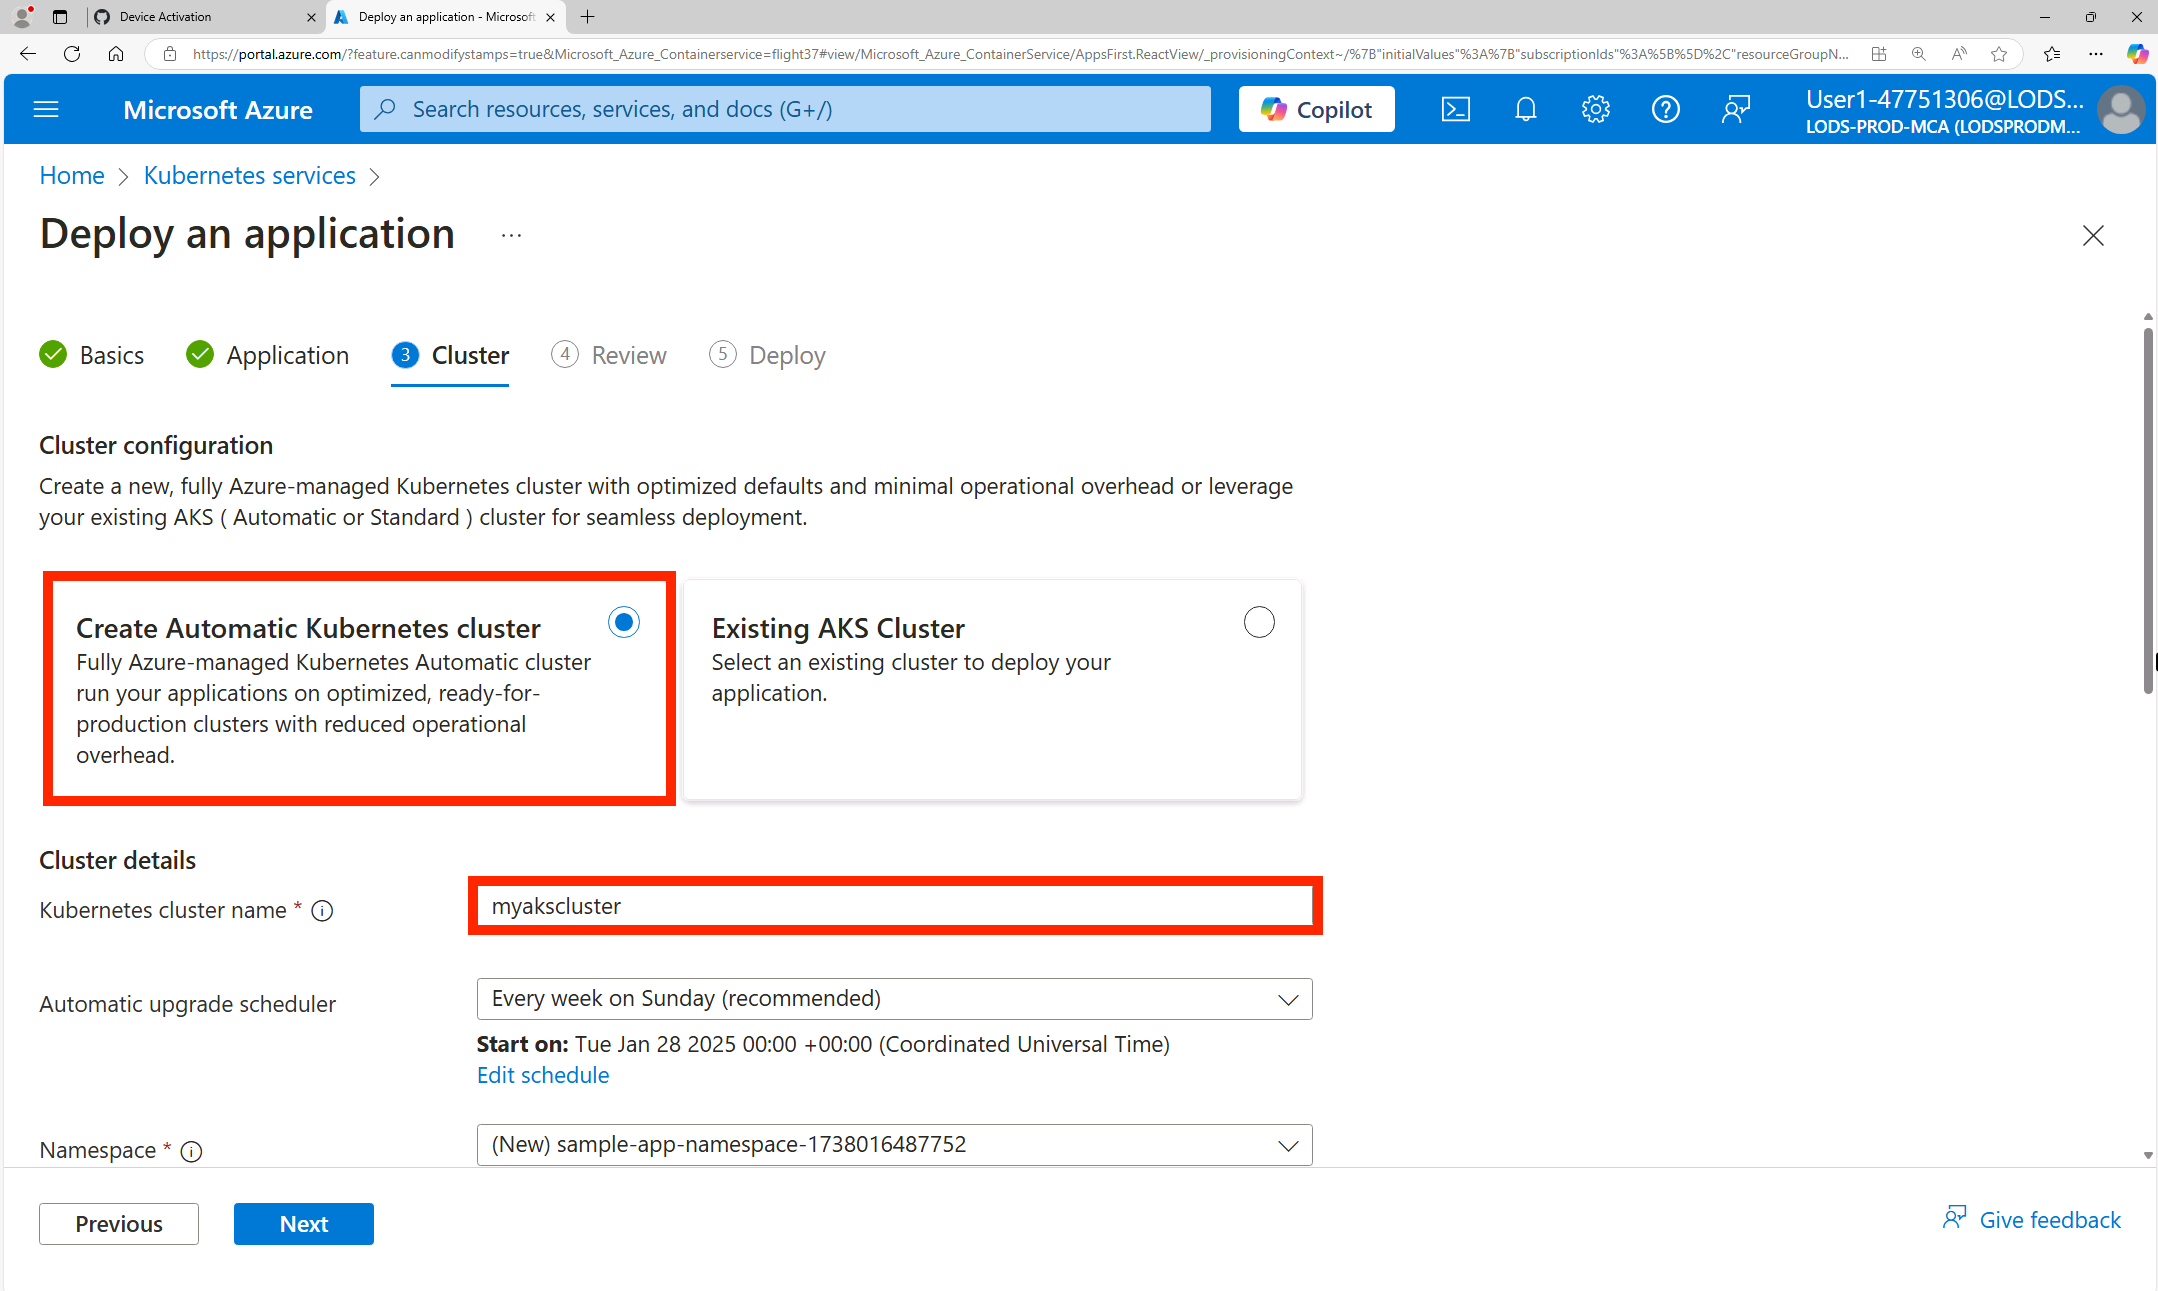 Device Activation
Deploy an application - Microsoft
https://portal.azure.com/?feature.canmodifystamps=true&Microsoft_Azure_Containerservice=flight37#view/Microsoft_Azure_ContainerService/AppsFirst.ReactView/_provisioningContext~/%7B"initialValues"%3A%7B"subscriptionIds"%3A%5B%5D%2C"resourceGroupN...
Microsoft Azure
Search resources, services, and docs (G+/)
Copilot
User1-47751306@LODS...
LODS-PROD-MCA (LODSPRODM...
Home > Kubernetes services >
Deploy an application ...
Basics
Application
3 Cluster
4 Review
5 Deploy
Cluster configuration
Create a new, fully Azure-managed Kubernetes cluster with optimized defaults and minimal operational overhead or leverage
your existing AKS ( Automatic or Standard ) cluster for seamless deployment.
Create Automatic Kubernetes cluster
Fully Azure-managed Kubernetes Automatic cluster
run your applications on optimized, ready-for-
production clusters with reduced operational
overhead.
Existing AKS Cluster
Select an existing cluster to deploy your
application.
Cluster details
Kubernetes cluster name *
myakscluster
Automatic upgrade scheduler
Every week on Sunday (recommended)
Start on: Tue Jan 28 2025 00:00 +00:00 (Coordinated Universal Time)
Edit schedule
Namespace *
(New) sample-app-namespace-1738016487752
Previous
Next
Give feedback